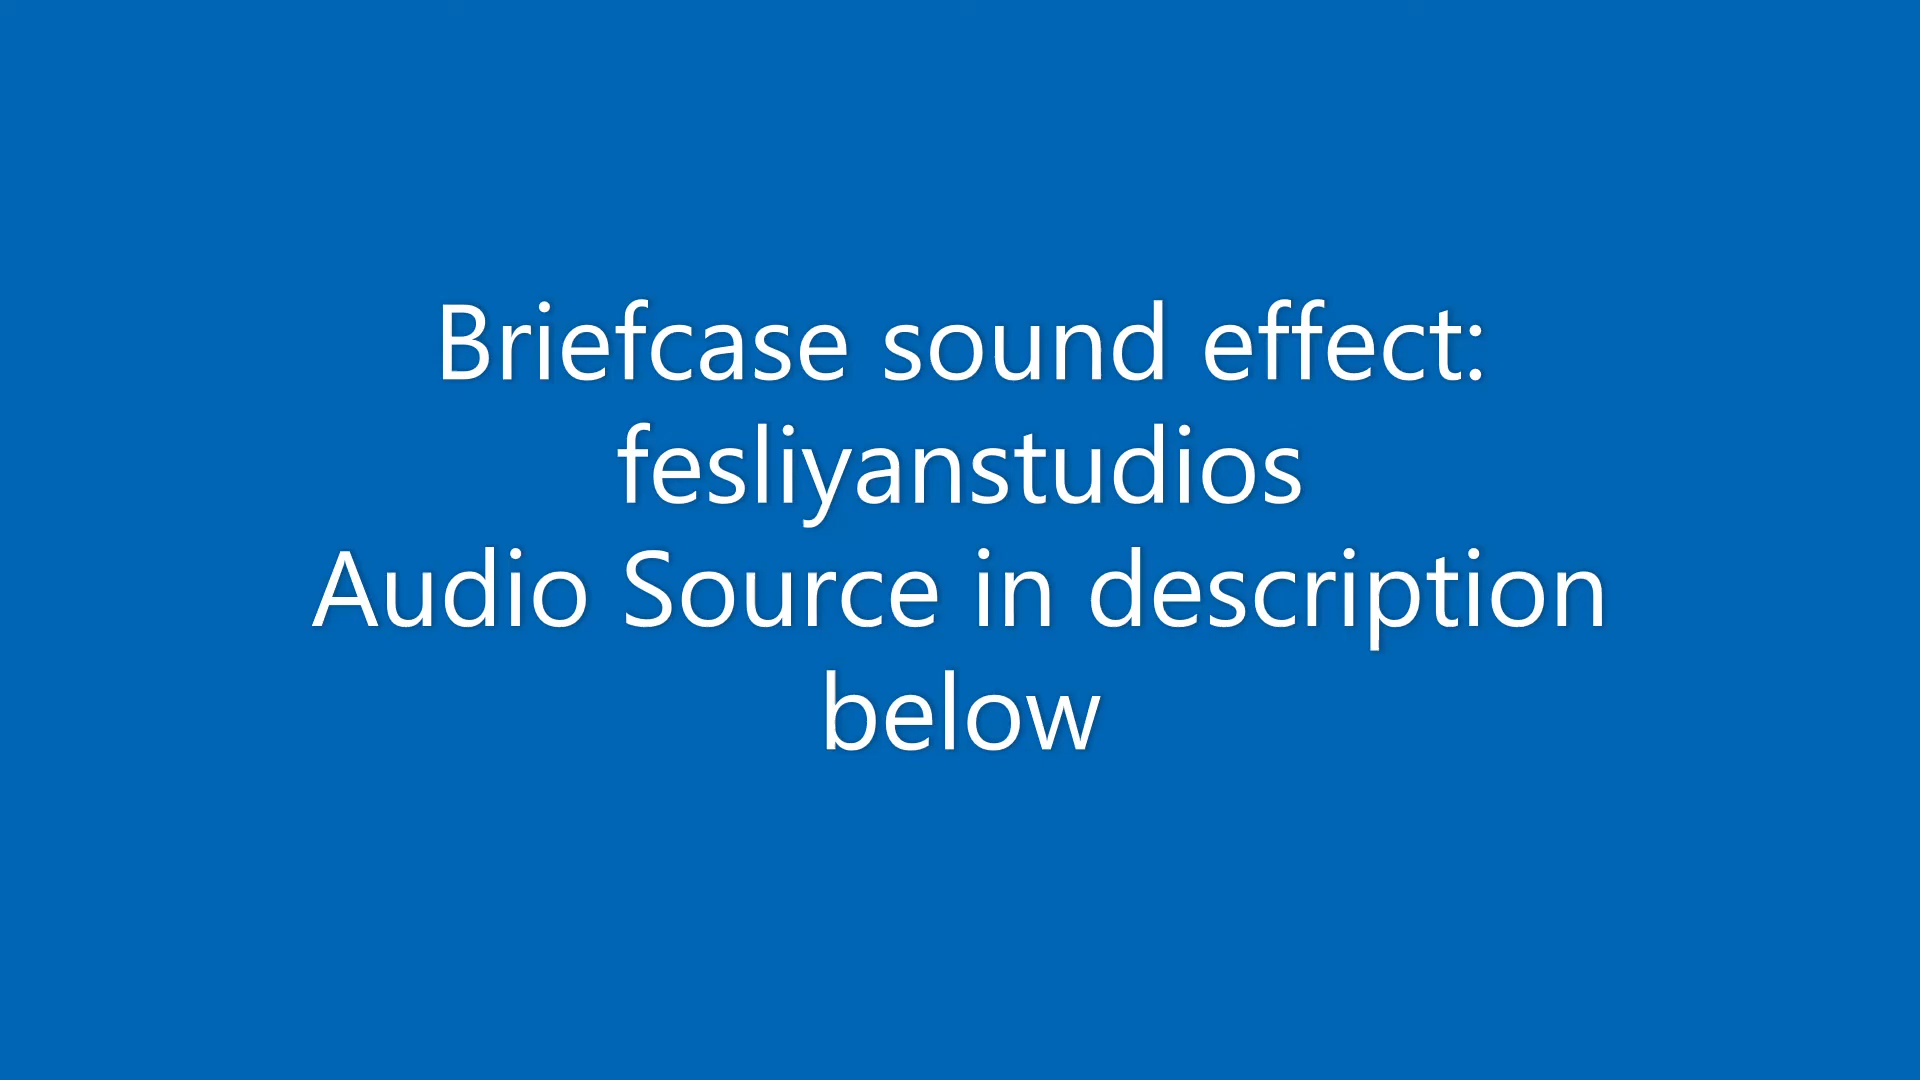 Briefcase sound effect:
fesliyanstudios
Audio Source in description
below